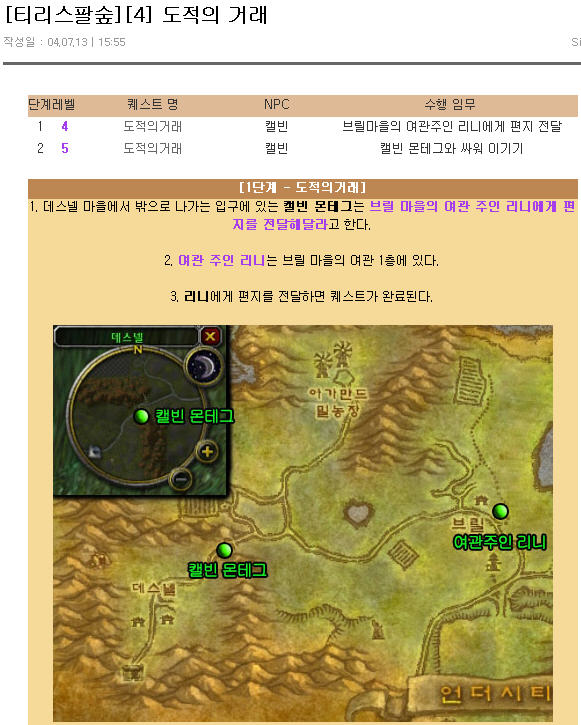 [티리스팔숲][4] 도적의 거래
작성일 : 04.07.13 | 15:55
단계레벨 퀘스트 명 NPC 수행 임무
1 4 도적의거래 캘빈 브릴마을의 여관주인 리니에게 편지 전달
2 5 도적의거래 캘빈 캘빈 몬테그와 싸워 이기기
[1단계 - 도적의거래]
1. 데스넬 마을에서 밖으로 나가는 입구에 있는 캘빈 몬테그는 브릴 마을의 여관 주인 리니에게 편
지를 전달해달라고 한다.
2. 여관 주인 리니는 브릴 마을의 여관 1층에 있다.
3. 리니에게 편지를 전달하면 퀘스트가 완료된다.
데스넬
N
캘빈 몬테그
아가만드
밀농장
브릴
여관주인 리니
캘빈 몬테그
데스넬
언더시티